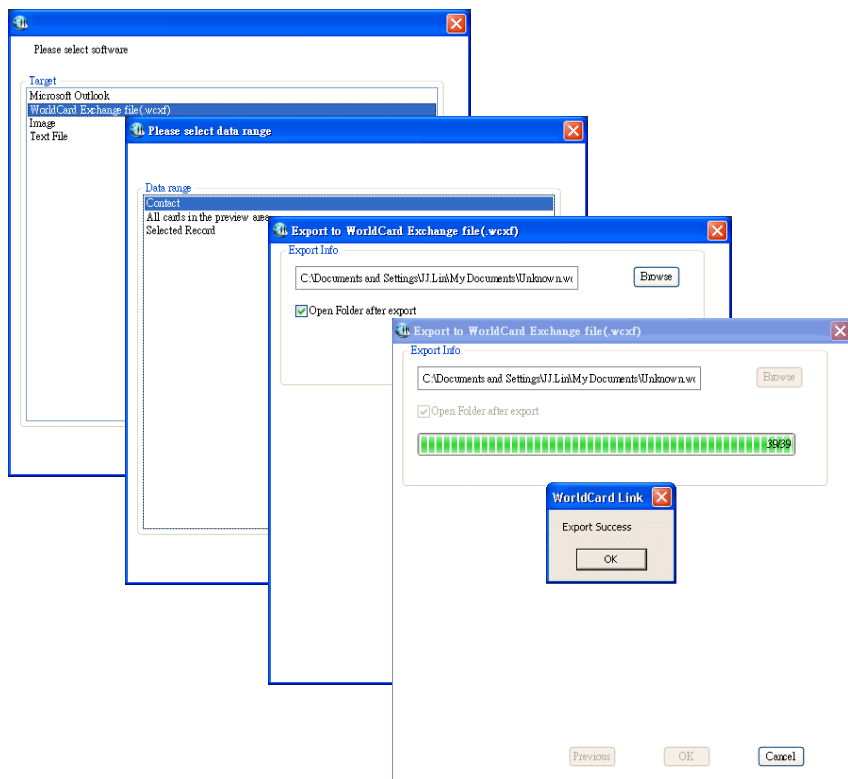 Please select software
Target
Microsoft Outlook
WorldCard Exchange file(.wcxf)
Image
Text File
Please select data range
Data range
Contact
All cards in the preview area
Selected Record
Export to WorldCard Exchange file(.wcxf)
Export Info
C:\Documents and Settings\JJ.Lin\My Documents\Unknown.wc
Browse
Open Folder after export
Export to WorldCard Exchange file(.wcxf)
Export Info
C:\Documents and Settings\JJ.Lin\My Documents\Unknown.wc
Browse
Open Folder after export
39/39
WorldCard Link
Export Success
OK
Previous
OK
Cancel